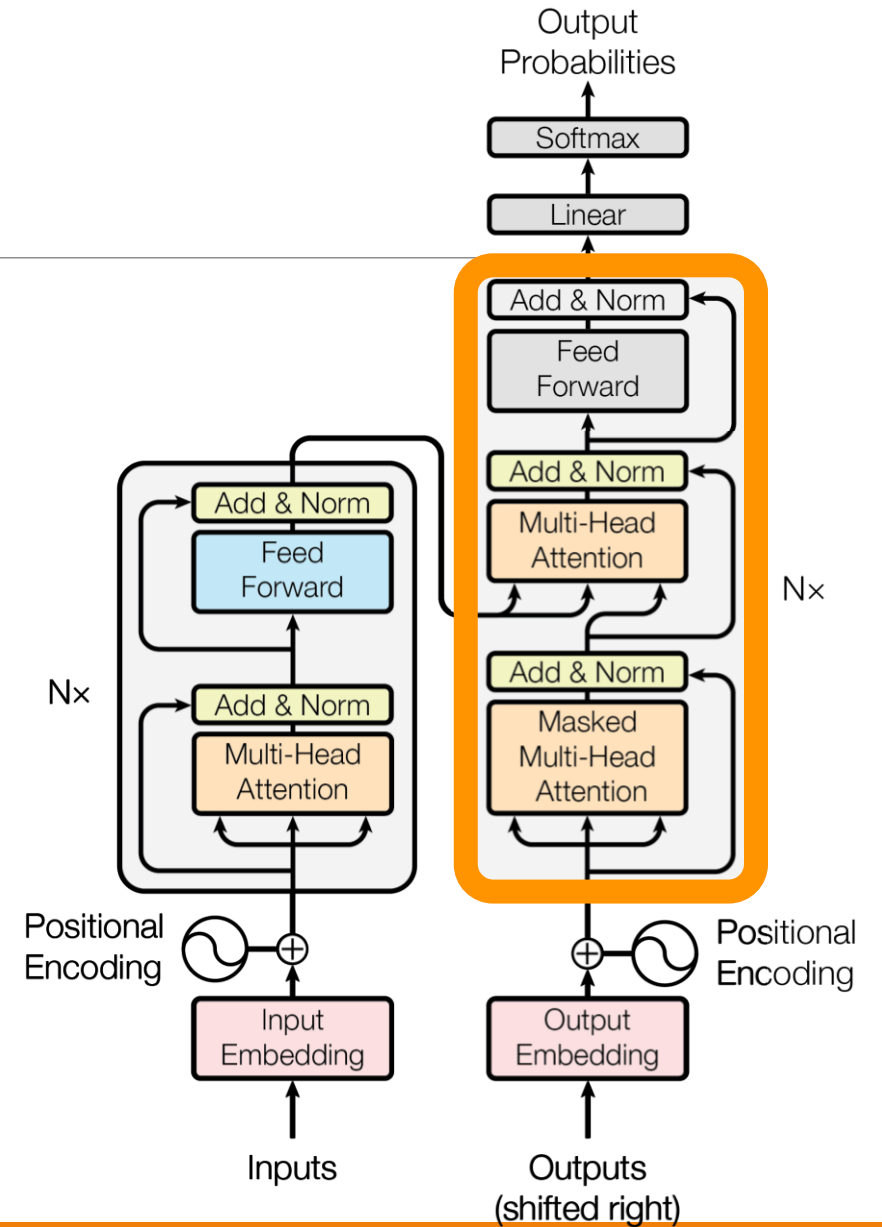 Output
Probabilities
Softmax
Linear
Add & Norm
Feed
Forward
Add & Norm
Multi-Head
Attention
Nx
Add & Norm
Masked
Multi-Head
Attention
Add & Norm
Feed
Forward
Nx
Add & Norm
Multi-Head
Attention
Positional
Encoding
Positional
Encoding
Input
Embedding
Output
Embedding
Inputs
Outputs
(shifted right)